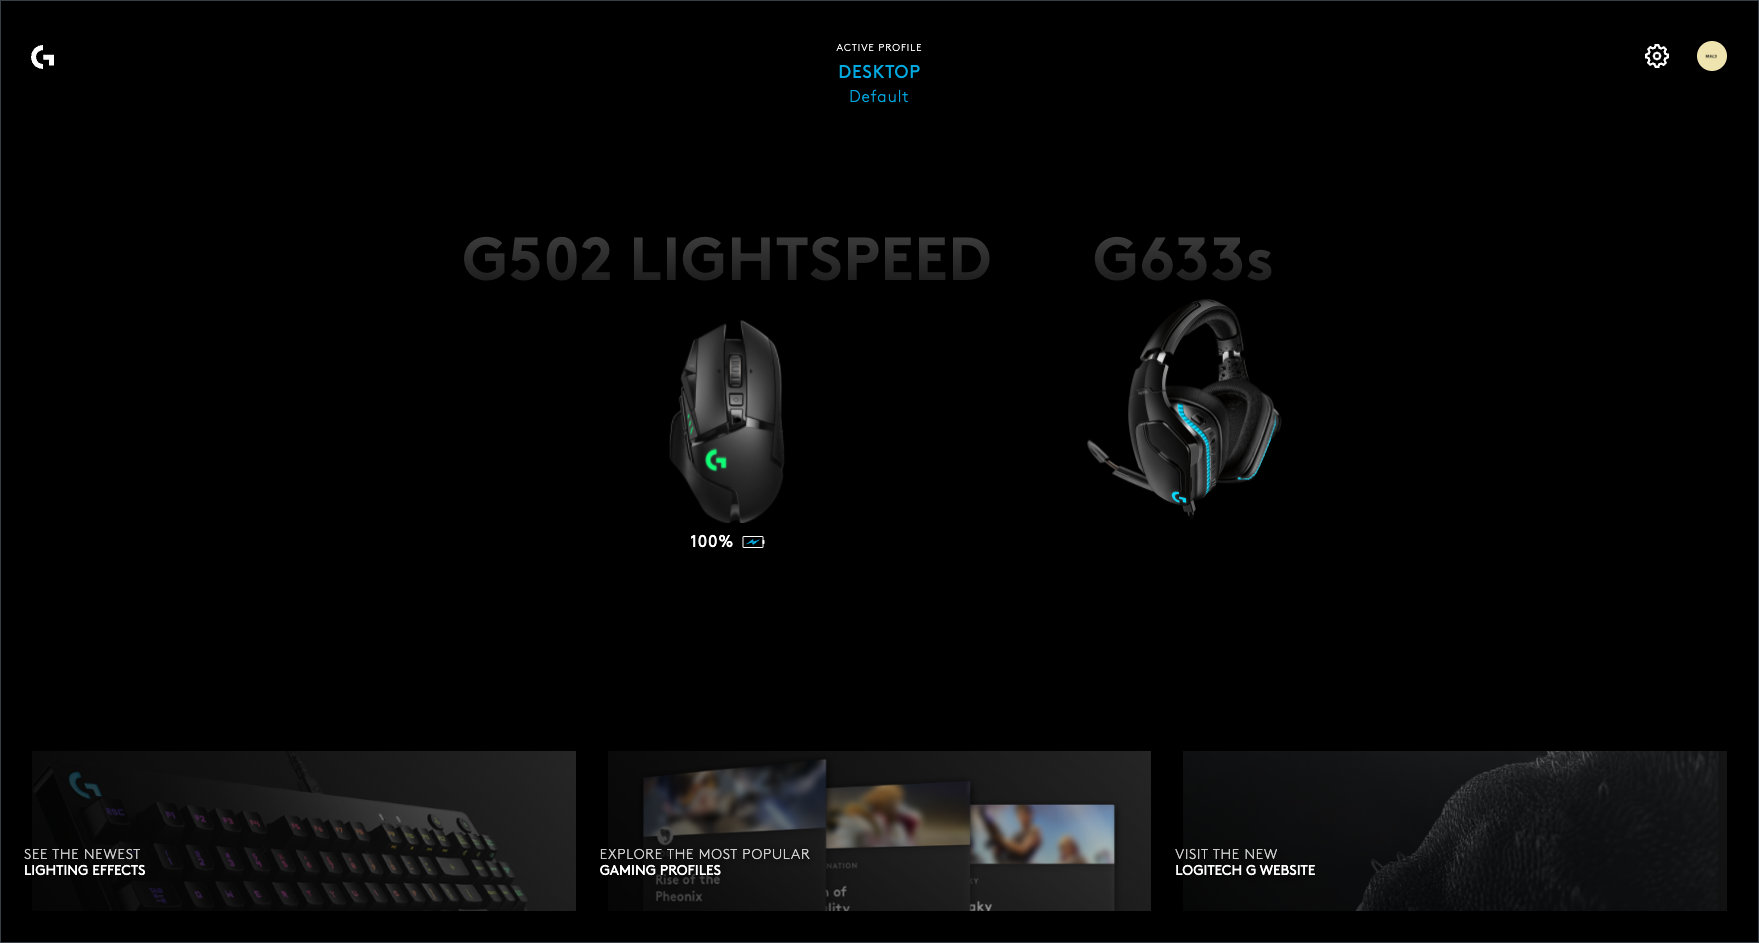 ACTIVE PROFILE
DESKTOP
Default
G502 LIGHTSPEED
G633s
100%
SEE THE NEWEST
LIGHTING EFFECTS
EXPLORE THE MOST POPULAR
GAMING PROFILES
Rise of the
Pheonix
VISIT THE NEW
LOGITECH G WEBSITE